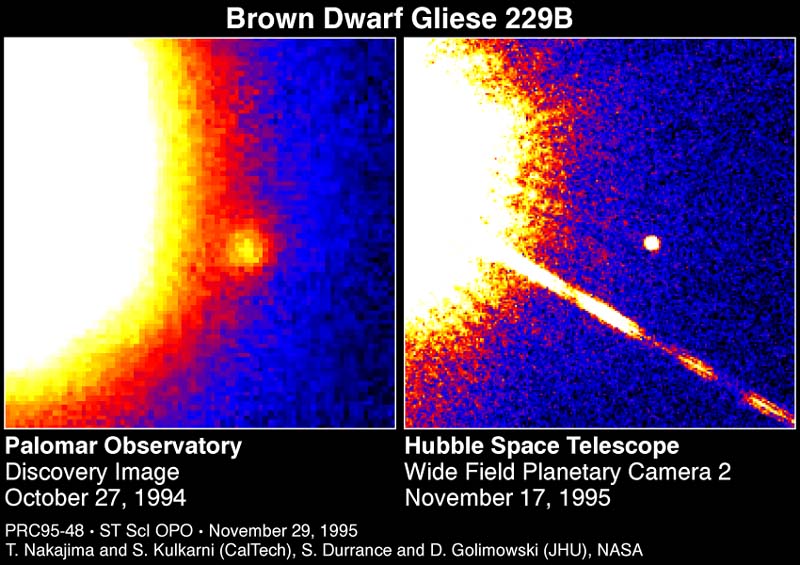 Brown Dwarf Gliese 229B
Palomar Observatory
Discovery Image
October 27, 1994
Hubble Space Telescope
Wide Field Planetary Camera 2
November 17, 1995
PRC95-48 · ST ScI OPO · November 29, 1995
T. Nakajima and S. Kulkarni (CalTech), S. Durrance and D. Golimowski (JHU), NASA